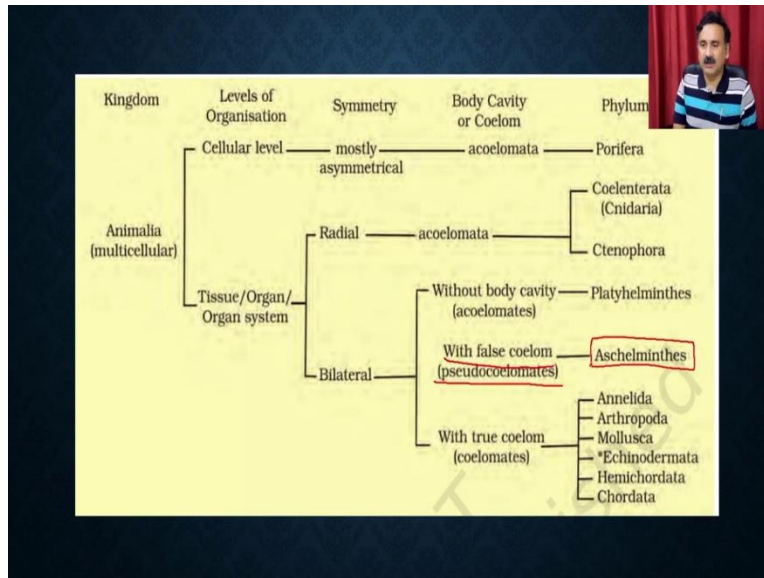 Kingdom
Levels of
Organisation
Symmetry
Body Cavity
or Coelom
Phylum
Cellular level
mostly
asymmetrical
acoelomata
Porifera
Animalia
(multicellular)
Radial
acoelomata
Coelenterata
(Cnidaria)
Ctenophora
Tissue/Organ/
Organ system
Without body cavity
(acoelomates)
Platyhelminthes
Bilateral
With false coelom
(pseudocoelomates)
Aschelminthes
With true coelom
(coelomates)
Annelida
Arthropoda
Mollusca
*Echinodermata
Hemichordata
Chordata